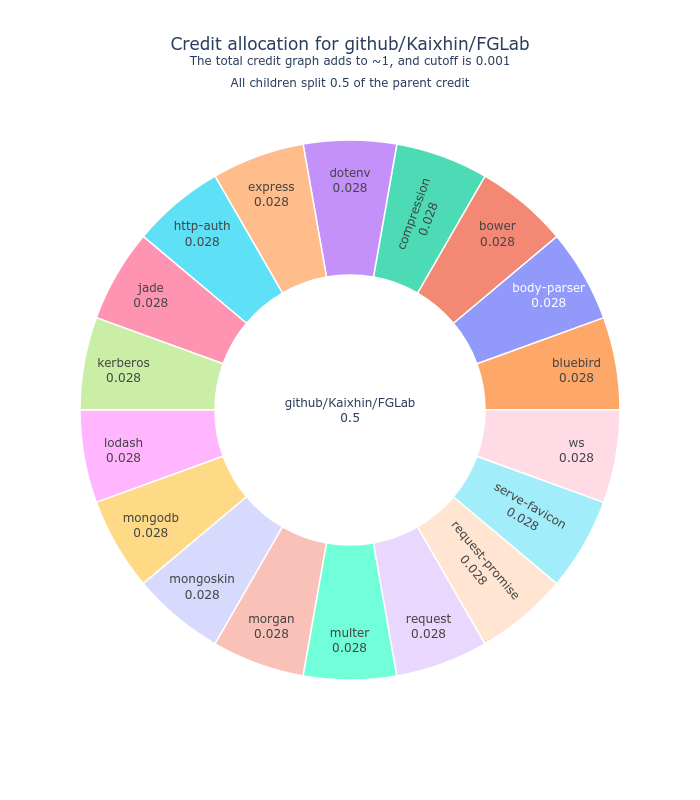 Credit allocation for github/Kaixhin/FGLab
The total credit graph adds to ~1, and cutoff is 0.001
All children split 0.5 of the parent credit
github/Kaixhin/FGLab
0.5
bluebird
0.028
body-parser
0.028
bower
0.028
compression
0.028
dotenv
0.028
express
0.028
http-auth
0.028
jade
0.028
kerberos
0.028
lodash
0.028
mongodb
0.028
mongoskin
0.028
morgan
0.028
multer
0.028
request
0.028
request-promise
0.028
serve-favicon
0.028
ws
0.028